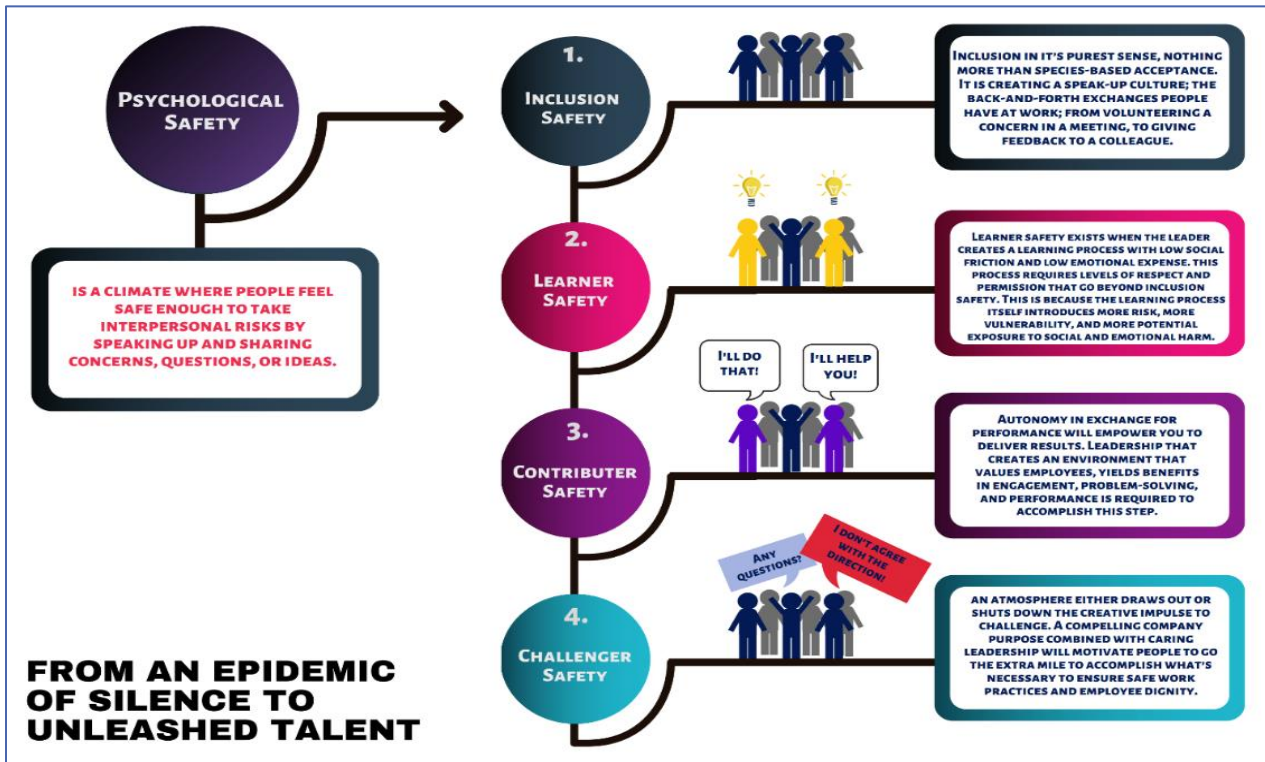 PSYCHOLOGICAL
SAFETY
IS A CLIMATE WHERE PEOPLE FEEL
SAFE ENOUGH TO TAKE
INTERPERSONAL RISKS BY
SPEAKING UP AND SHARING
CONCERNS, QUESTIONS, OR IDEAS.
1.
INCLUSION
SAFETY
INCLUSION IN IT'S PUREST SENSE, NOTHING
MORE THAN SPECIES-BASED ACCEPTANCE.
IT IS CREATING A SPEAK-UP CULTURE; THE
BACK-AND-FORTH EXCHANGES PEOPLE
HAVE AT WORK; FROM VOLUNTEERING A
CONCERN IN A MEETING, TO GIVING
FEEDBACK TO A COLLEAGUE.
2.
LEARNER
SAFETY
LEARNER SAFETY EXISTS WHEN THE LEADER
CREATES A LEARNING PROCESS WITH LOW SOCIAL
FRICTION AND LOW EMOTIONAL EXPENSE. THIS
PROCESS REQUIRES LEVELS OF RESPECT AND
PERMISSION THAT GO BEYOND INCLUSION
SAFETY. THIS IS BECAUSE THE LEARNING PROCESS
ITSELF INTRODUCES MORE RISK, MORE
VULNERABILITY, AND MORE POTENTIAL
EXPOSURE TO SOCIAL AND EMOTIONAL HARM.
3.
CONTRIBUTER
SAFETY
I'LL DO
THAT!
I'LL HELP
YOU!
AUTONOMY IN EXCHANGE FOR
PERFORMANCE WILL EMPOWER YOU TO
DELIVER RESULTS. LEADERSHIP THAT
CREATES AN ENVIRONMENT THAT
VALUES EMPLOYEES, YIELDS BENEFITS
IN ENGAGEMENT, PROBLEM-SOLVING,
AND PERFORMANCE IS REQUIRED TO
ACCOMPLISH THIS STEP.
4.
CHALLENGER
SAFETY
ANY
QUESTIONS?
I DON'T AGREE
WITH THE
DIRECTION!
AN ATMOSPHERE EITHER DRAWS OUT OR
SHUTS DOWN THE CREATIVE IMPULSE TO
CHALLENGE. A COMPELLING COMPANY
PURPOSE COMBINED WITH CARING
LEADERSHIP WILL MOTIVATE PEOPLE TO GO
THE EXTRA MILE TO ACCOMPLISH WHAT'S
NECESSARY TO ENSURE SAFE WORK
PRACTICES AND EMPLOYEE DIGNITY.
FROM AN EPIDEMIC
OF SILENCE TO
UNLEASHED TALENT